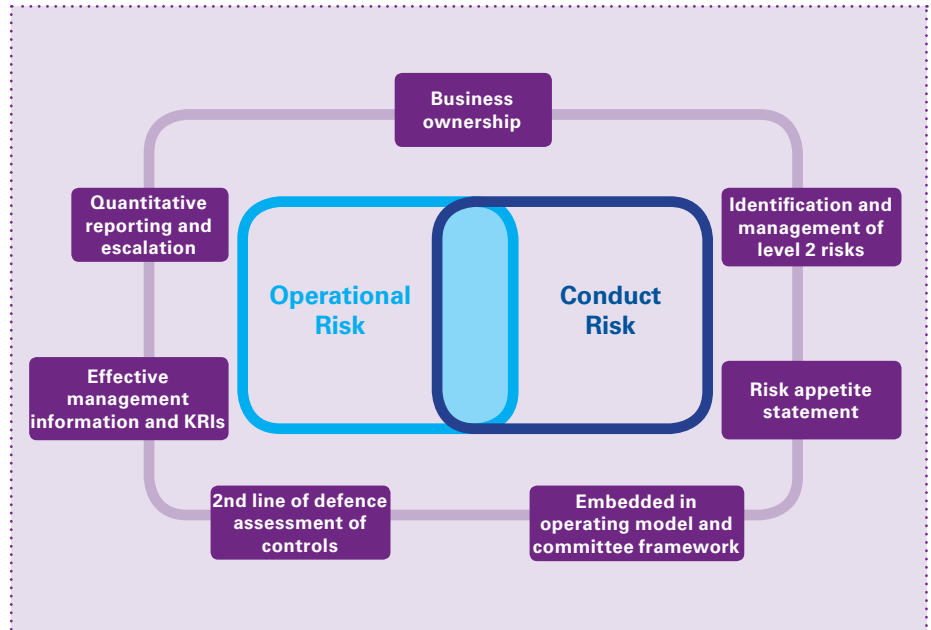 Business
ownership
Quantitative
reporting and
escalation
Identification and
management of
level 2 risks
Operational
Risk
Conduct
Risk
Effective
management
information and KRIs
Risk appetite
statement
2nd line of defence
assessment of
controls
Embedded in
operating model and
committee framework